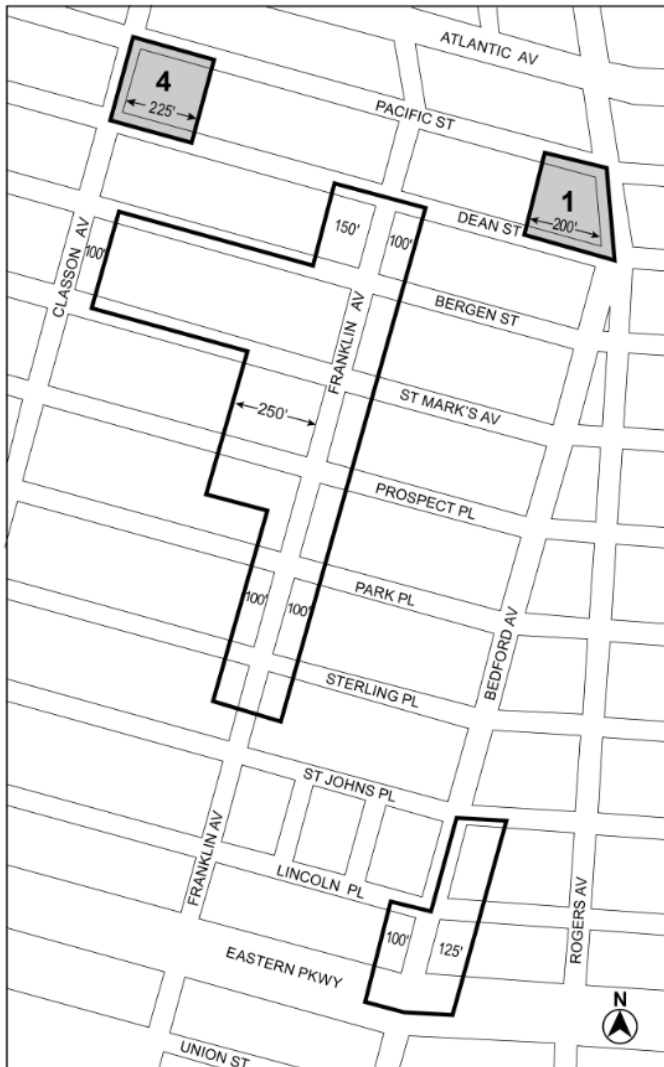 ATLANTIC AV
4
225'
PACIFIC ST
1
200'
DEAN ST
150'
100'
100'
CLASSON AV
BERGEN ST
FRANKLIN AV
ST MARK'S AV
250'
PROSPECT PL
PARK PL
100'
100'
BEDFORD AV
STERLING PL
ST JOHNS PL
FRANKLIN AV
LINCOLN PL
ROGERS AV
100'
125'
EASTERN PKWY
N
UNION ST